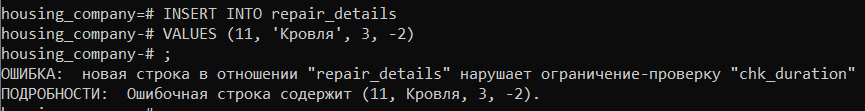 housing_company=# INSERT INTO repair_details
housing_company-# VALUES (11, 'Кровля', 3, -2)
housing_company-# ;
ОШИБКА:  новая строка в отношении "repair_details" нарушает ограничение-проверку "chk_duration"
ПОДРОБНОСТИ:  Ошибочная строка содержит (11, Кровля, 3, -2).